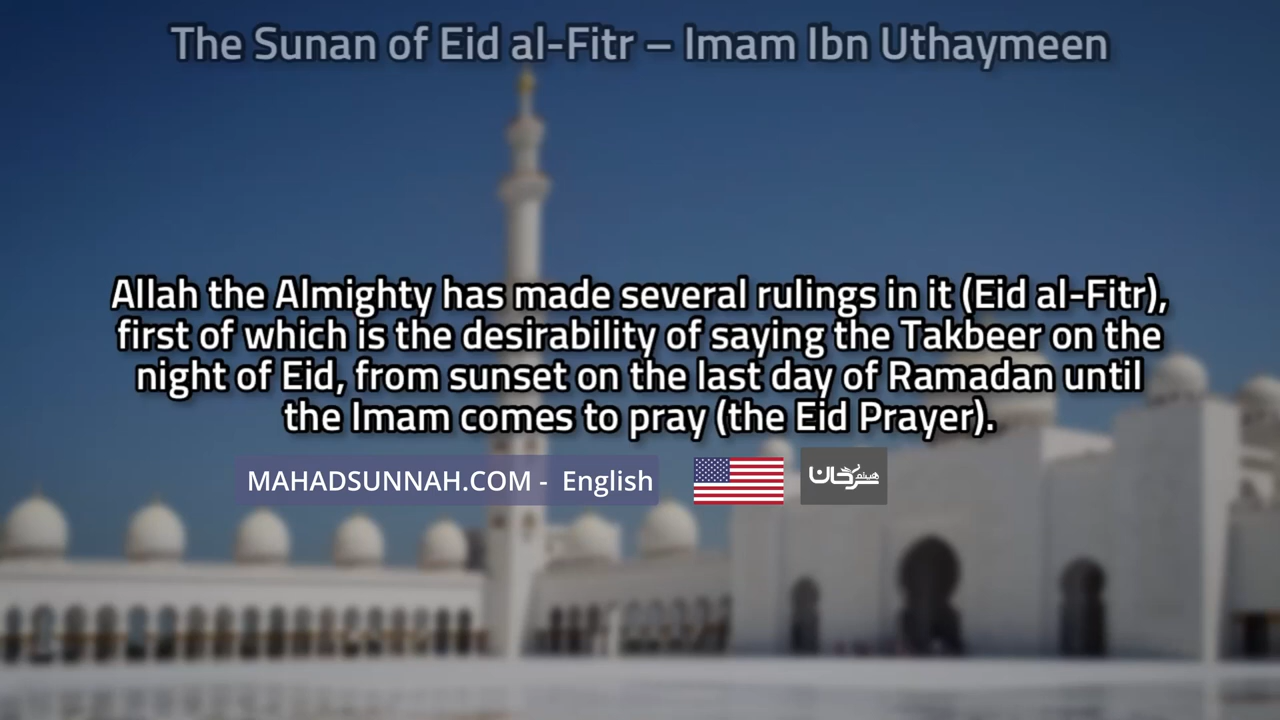 The Sunan of Eid al-Fitr – Imam Ibn Uthaymeen
Allah the Almighty has made several rulings in it (Eid al-Fitr),
first of which is the desirability of saying the Takbeer on the
night of Eid, from sunset on the last day of Ramadan until
the Imam comes to pray (the Eid Prayer).
MAHADSUNNAH.COM - English
هيثم سرحان